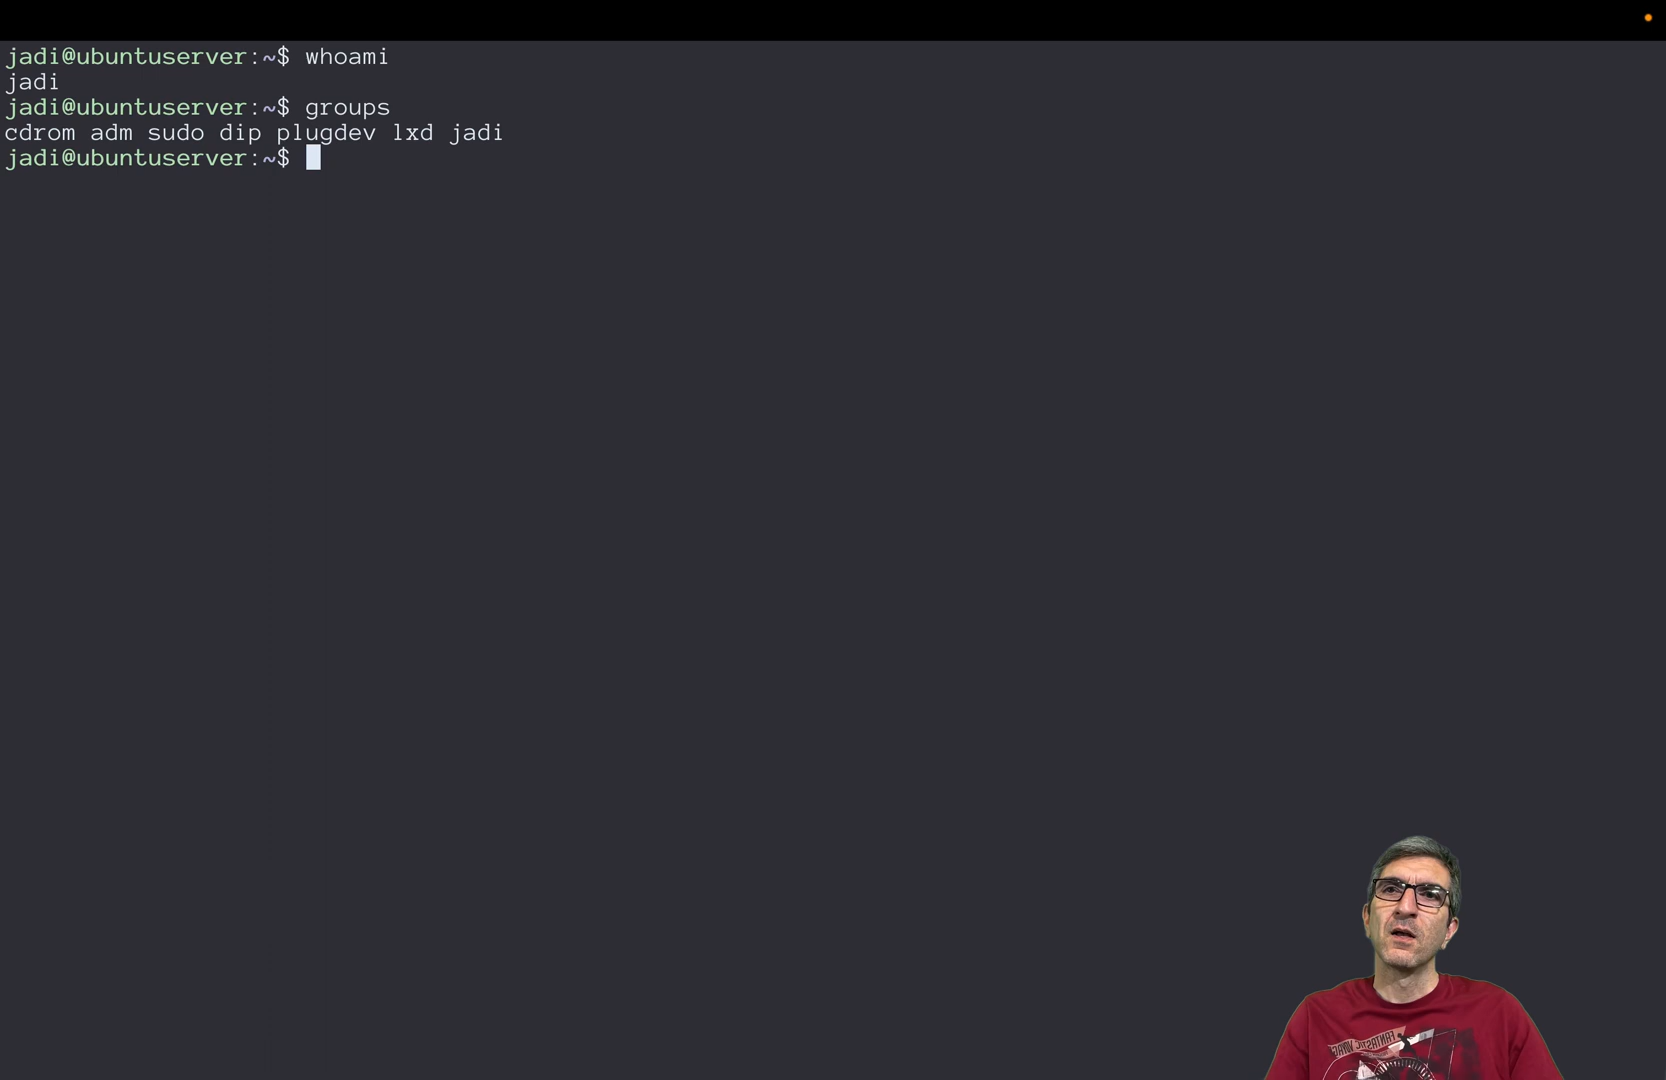 jadi@ubuntuserver:~$ whoami
jadi
jadi@ubuntuserver:~$ groups
cdrom adm sudo dip plugdev lxd jadi
jadi@ubuntuserver:~$